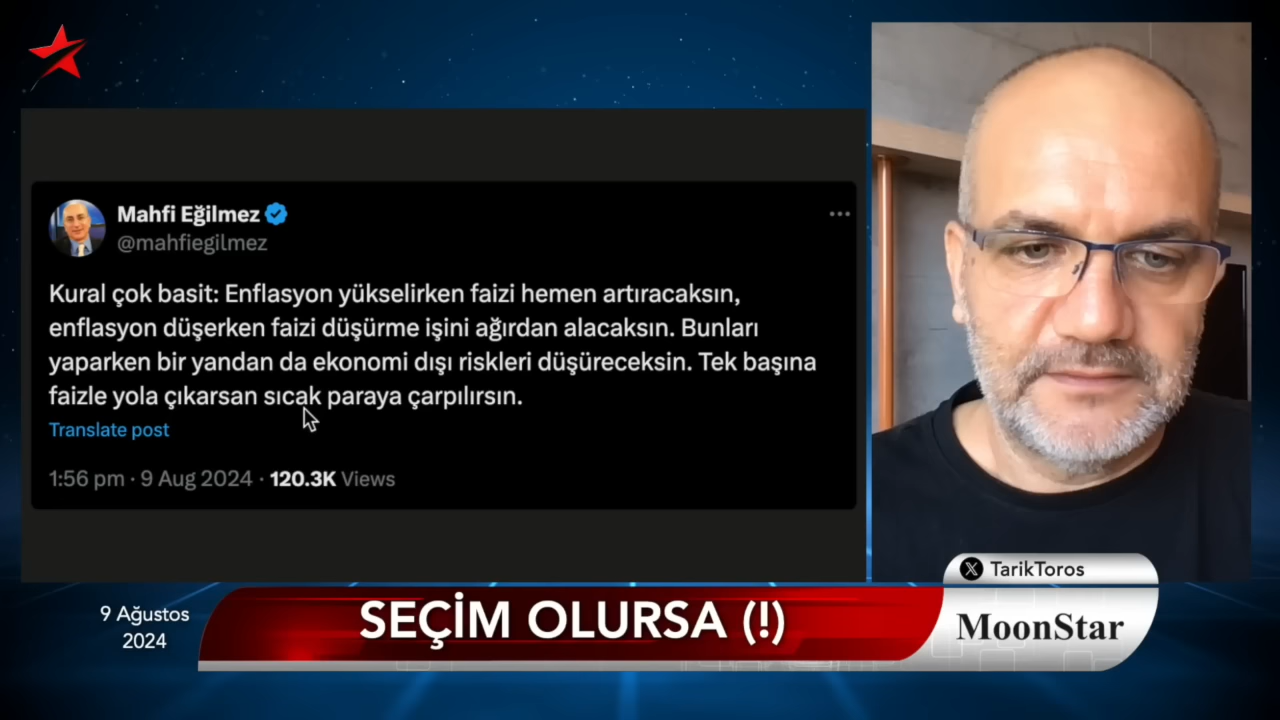 Mahfi Eğilmez
@mahfiegilmez
Kural çok basit: Enflasyon yükselirken faizi hemen artıracaksın,
enflasyon düşerken faizi düşürme işini ağırdan alacaksın. Bunları
yaparken bir yandan da ekonomi dışı riskleri düşüreceksin. Tek başına
faizle yola çıkarsan sıcak paraya çarpılırsın.
Translate post
1:56 pm · 9 Aug 2024 · 120.3K Views
X TarikToros
9 Ağustos
2024
SEÇİM OLURSA (!)
MoonStar